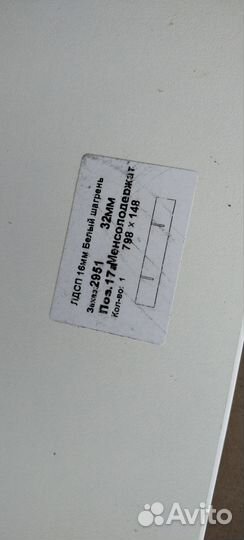 ЛДСП 16мм Белый шагрень
Заказ:2951 32мм
Поз.17 Менсолодержат
Кол-во: 1 798 × 148
Avito